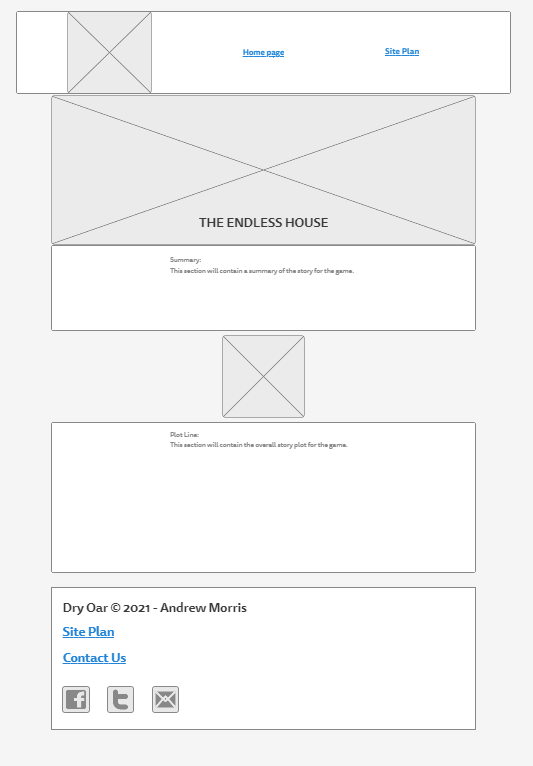 Home page
Site Plan
THE ENDLESS HOUSE
Summary:
This section will contain a summary of the story for the game.
Plot Line:
This section will contain the overall story plot for the game.
Dry Oar © 2021 - Andrew Morris
Site Plan
Contact Us